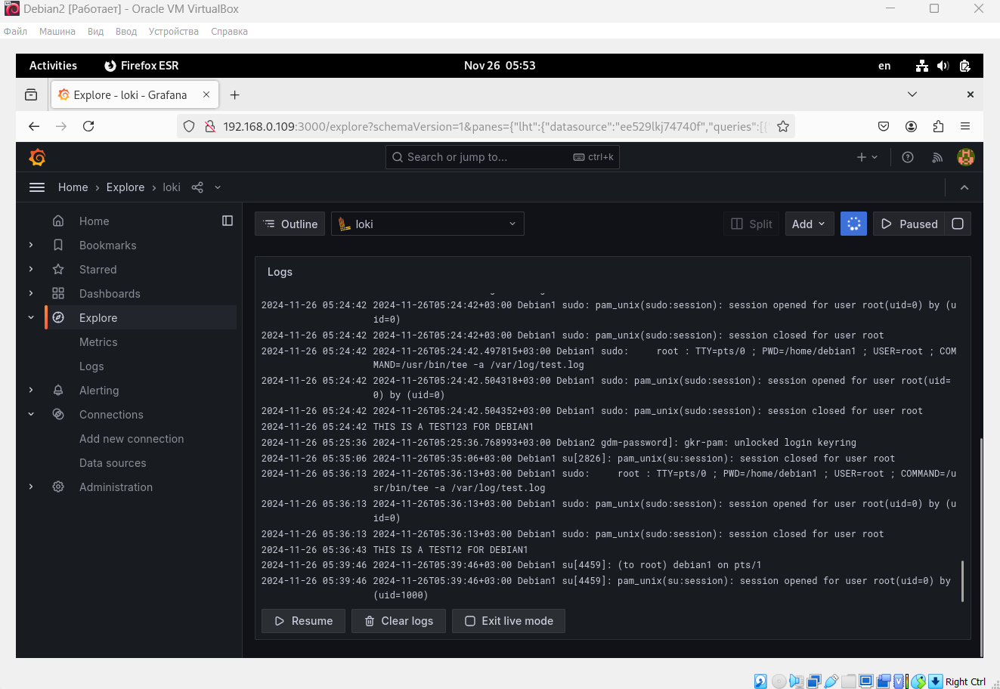 Debian2 [Работает] - Oracle VM VirtualBox
Файл Машина Вид Ввод Устройства Справка
Activities Firefox ESR Nov 26 05:53 en
Explore - loki - Grafana
192.168.0.109:3000/explore?schemaVersion=1&panes={"lht":{"datasource":"ee529lkj74740f","queries":[{
Search or jump to... ctrl+k
Home › Explore › loki
Home
Bookmarks
Starred
Dashboards
Explore
Metrics
Logs
Alerting
Connections
Add new connection
Data sources
Administration
Outline loki Split Add Paused
Logs
2024-11-26 05:24:42 2024-11-26T05:24:42+03:00 Debian1 sudo: pam_unix(sudo:session): session opened for user root(uid=0) by (u
id=0)
2024-11-26 05:24:42 2024-11-26T05:24:42+03:00 Debian1 sudo: pam_unix(sudo:session): session closed for user root
2024-11-26 05:24:42 2024-11-26T05:24:42.497815+03:00 Debian1 sudo: root : TTY=pts/0 ; PWD=/home/debian1 ; USER=root ; COM
MAND=/usr/bin/tee -a /var/log/test.log
2024-11-26 05:24:42 2024-11-26T05:24:42.504318+03:00 Debian1 sudo: pam_unix(sudo:session): session opened for user root(uid=
0) by (uid=0)
2024-11-26 05:24:42 2024-11-26T05:24:42.504352+03:00 Debian1 sudo: pam_unix(sudo:session): session closed for user root
2024-11-26 05:24:42 THIS IS A TEST123 FOR DEBIAN1
2024-11-26 05:25:36 2024-11-26T05:25:36.768993+03:00 Debian2 gdm-password]: gkr-pam: unlocked login keyring
2024-11-26 05:35:06 2024-11-26T05:35:06+03:00 Debian1 su[2826]: pam_unix(su:session): session closed for user root
2024-11-26 05:36:13 2024-11-26T05:36:13+03:00 Debian1 sudo: root : TTY=pts/0 ; PWD=/home/debian1 ; USER=root ; COMMAND=/u
sr/bin/tee -a /var/log/test.log
2024-11-26 05:36:13 2024-11-26T05:36:13+03:00 Debian1 sudo: pam_unix(sudo:session): session opened for user root(uid=0) by (u
id=0)
2024-11-26 05:36:13 2024-11-26T05:36:13+03:00 Debian1 sudo: pam_unix(sudo:session): session closed for user root
2024-11-26 05:36:43 THIS IS A TEST12 FOR DEBIAN1
2024-11-26 05:39:46 2024-11-26T05:39:46+03:00 Debian1 su[4459]: (to root) debian1 on pts/1
2024-11-26 05:39:46 2024-11-26T05:39:46+03:00 Debian1 su[4459]: pam_unix(su:session): session opened for user root(uid=0) by
(uid=1000)
Resume Clear logs Exit live mode
Right Ctrl